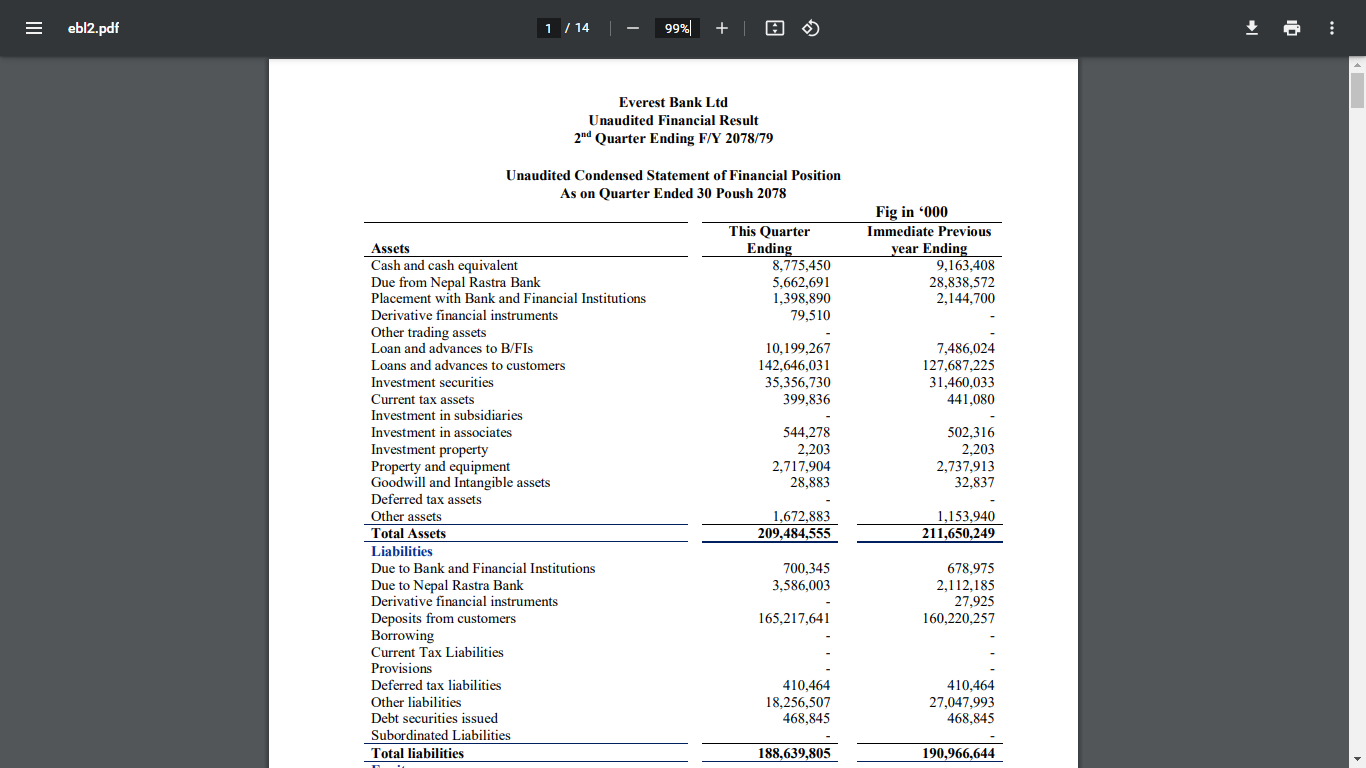 ebl2.pdf
1 / 14
99%
Everest Bank Ltd
Unaudited Financial Result
2nd Quarter Ending F/Y 2078/79
Unaudited Condensed Statement of Financial Position
As on Quarter Ended 30 Poush 2078
Fig in ‘000
This Quarter Immediate Previous
Assets Ending year Ending
Cash and cash equivalent 8,775,450 9,163,408
Due from Nepal Rastra Bank 5,662,691 28,838,572
Placement with Bank and Financial Institutions 1,398,890 2,144,700
Derivative financial instruments 79,510 -
Other trading assets - -
Loan and advances to B/FIs 10,199,267 7,486,024
Loans and advances to customers 142,646,031 127,687,225
Investment securities 35,356,730 31,460,033
Current tax assets 399,836 441,080
Investment in subsidiaries - -
Investment in associates 544,278 502,316
Investment property 2,203 2,203
Property and equipment 2,717,904 2,737,913
Goodwill and Intangible assets 28,883 32,837
Deferred tax assets - -
Other assets 1,672,883 1,153,940
Total Assets 209,484,555 211,650,249
Liabilities
Due to Bank and Financial Institutions 700,345 678,975
Due to Nepal Rastra Bank 3,586,003 2,112,185
Derivative financial instruments - 27,925
Deposits from customers 165,217,641 160,220,257
Borrowing - -
Current Tax Liabilities - -
Provisions - -
Deferred tax liabilities 410,464 410,464
Other liabilities 18,256,507 27,047,993
Debt securities issued 468,845 468,845
Subordinated Liabilities - -
Total liabilities 188,639,805 190,966,644